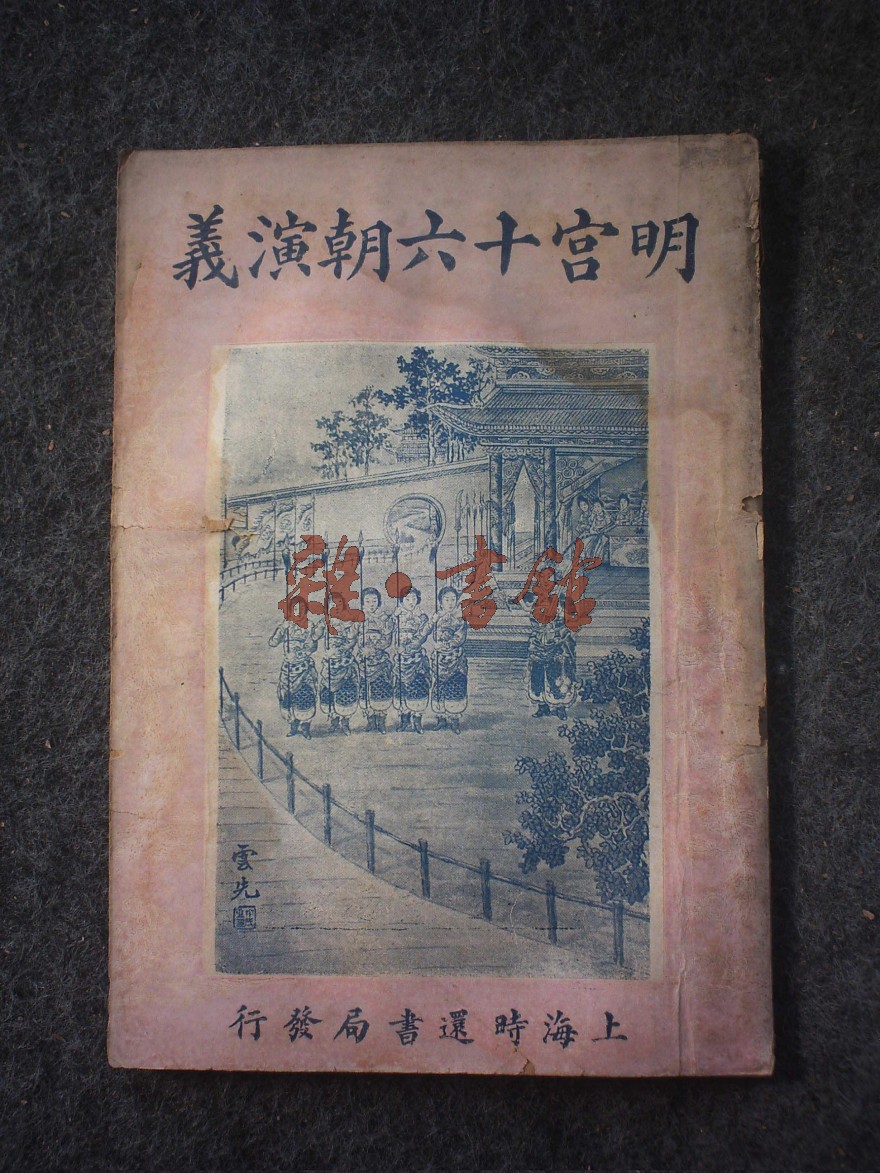 明宮十六朝演義
雜·書館
雲先
上海時還書局發行